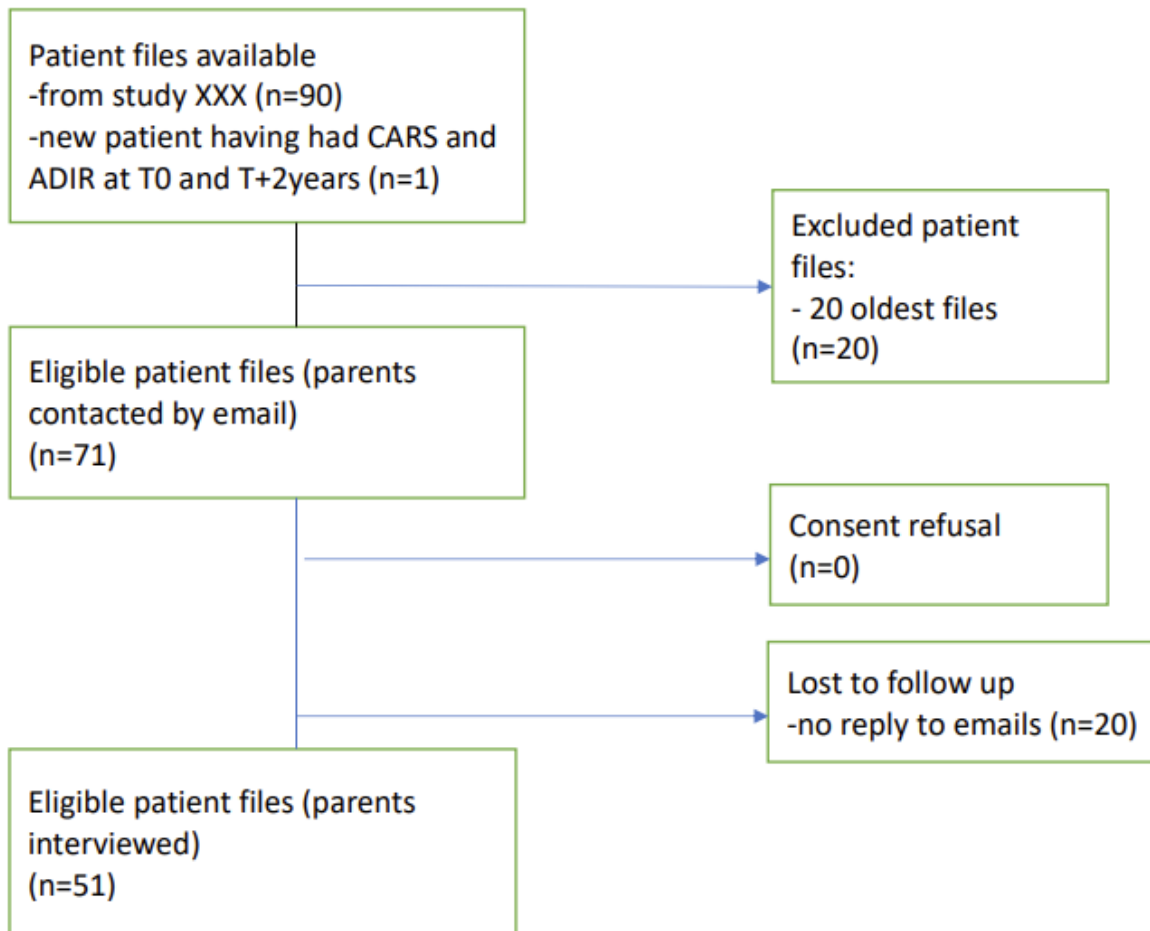 Patient files available
-from study XXX (n=90)
-new patient having had CARS and
ADIR at T0 and T+2years (n=1)
Excluded patient
files:
- 20 oldest files
(n=20)
Eligible patient files (parents
contacted by email)
(n=71)
Consent refusal
(n=0)
Lost to follow up
-no reply to emails (n=20)
Eligible patient files (parents
interviewed)
(n=51)